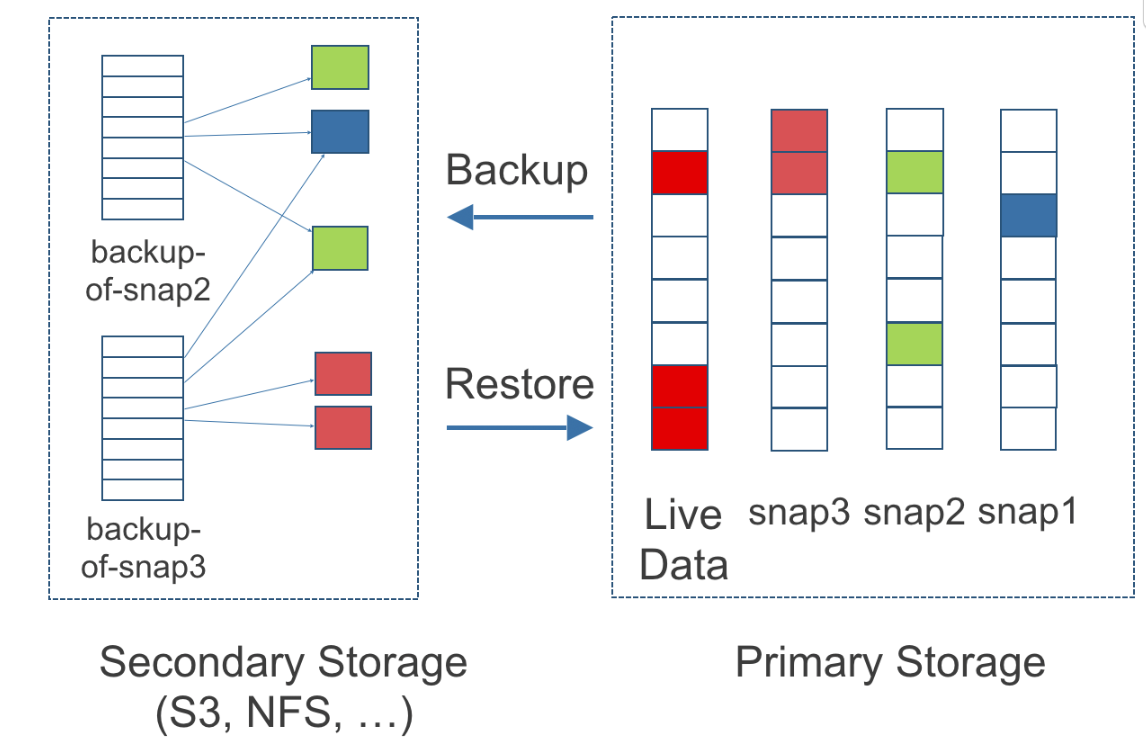 backup-
of-snap2
backup-
of-snap3
Backup
Restore
Live
Data
snap3 snap2 snap1
Secondary Storage
(S3, NFS, …)
Primary Storage